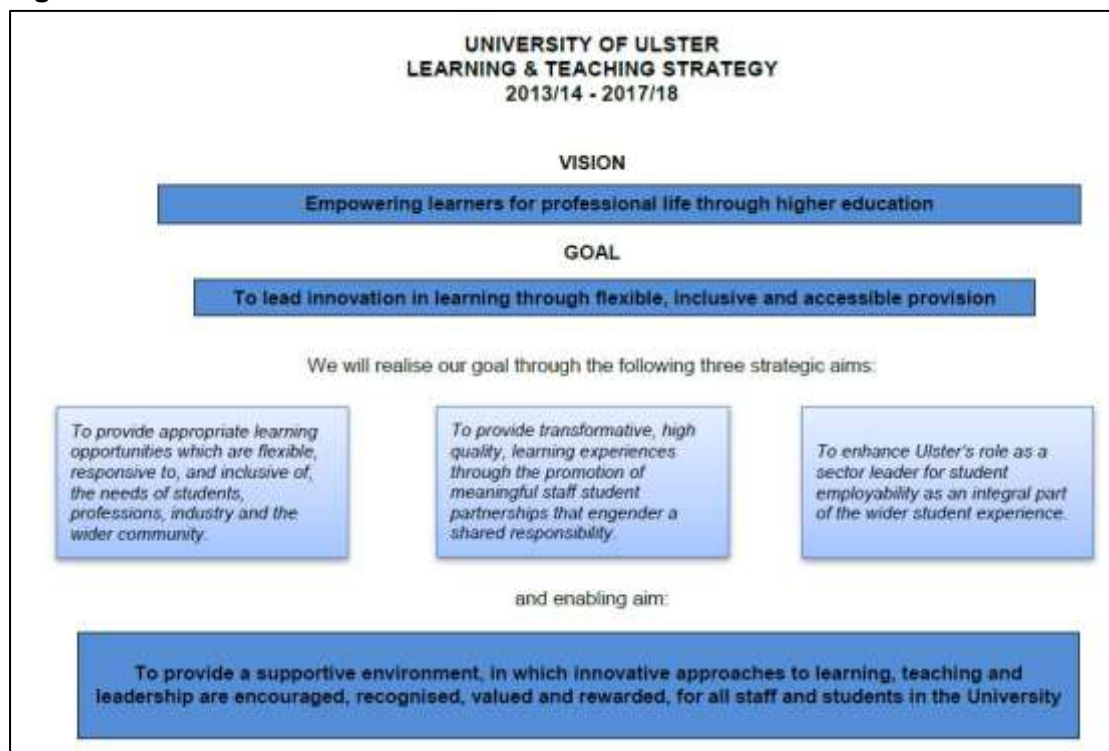 UNIVERSITY OF ULSTER
LEARNING & TEACHING STRATEGY
2013/14 - 2017/18
VISION
Empowering learners for professional life through higher education
GOAL
To lead innovation in learning through flexible, inclusive and accessible provision
We will realise our goal through the following three strategic aims:
To provide appropriate learning
opportunities which are flexible,
responsive to, and inclusive of,
the needs of students,
professions, industry and the
wider community.
To provide transformative, high
quality, learning experiences
through the promotion of
meaningful staff student
partnerships that engender a
shared responsibility.
To enhance Ulster's role as a
sector leader for student
employability as an integral part
of the wider student experience.
and enabling aim:
To provide a supportive environment, in which innovative approaches to learning, teaching and
leadership are encouraged, recognised, valued and rewarded, for all staff and students in the University